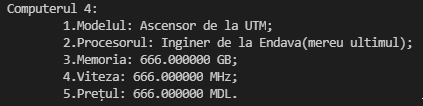 Computerul 4:
1.Modelul: Ascensor de la UTM;
2.Procesorul: Inginer de la Endava(mereu ultimul);
3.Memoria: 666.000000 GB;
4.Viteza: 666.000000 MHz;
5.Prețul: 666.000000 MDL.